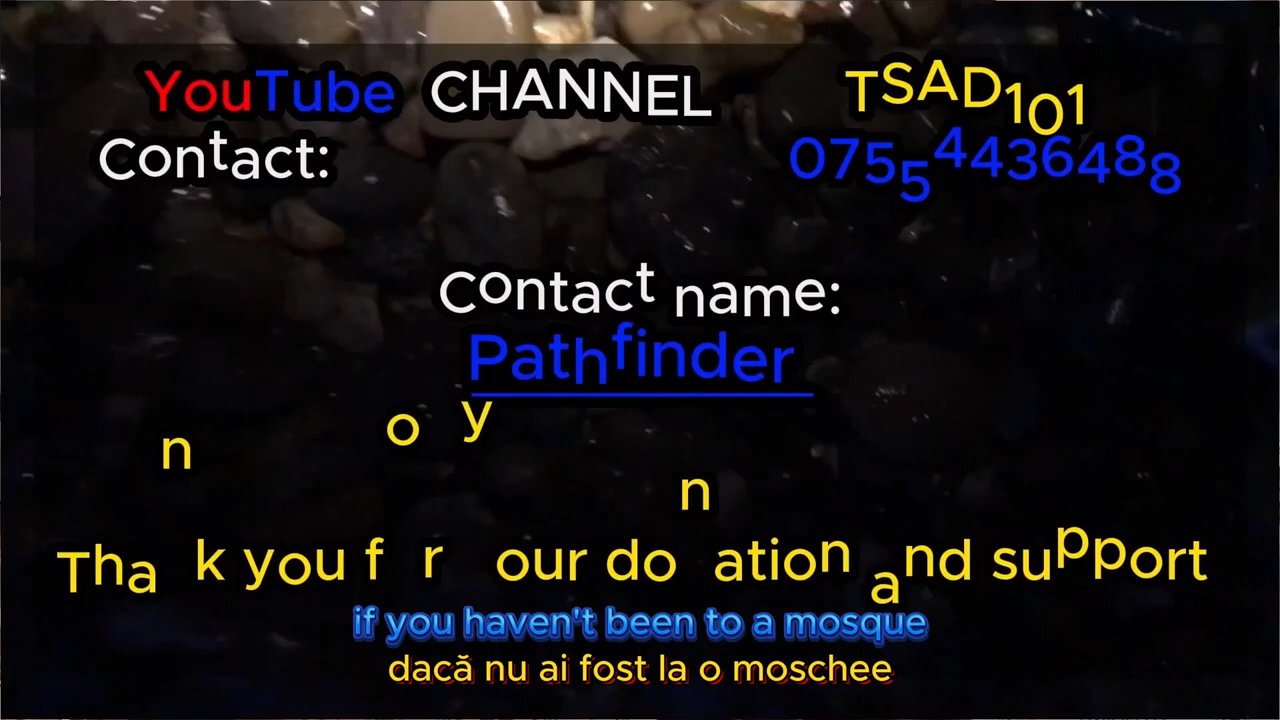 YouTube CHANNEL TSAD101
Contact: 07554436488
Contact name:
Pathfinder
Thank you for your donation and support
if you haven't been to a mosque
dacă nu ai fost la o moschee